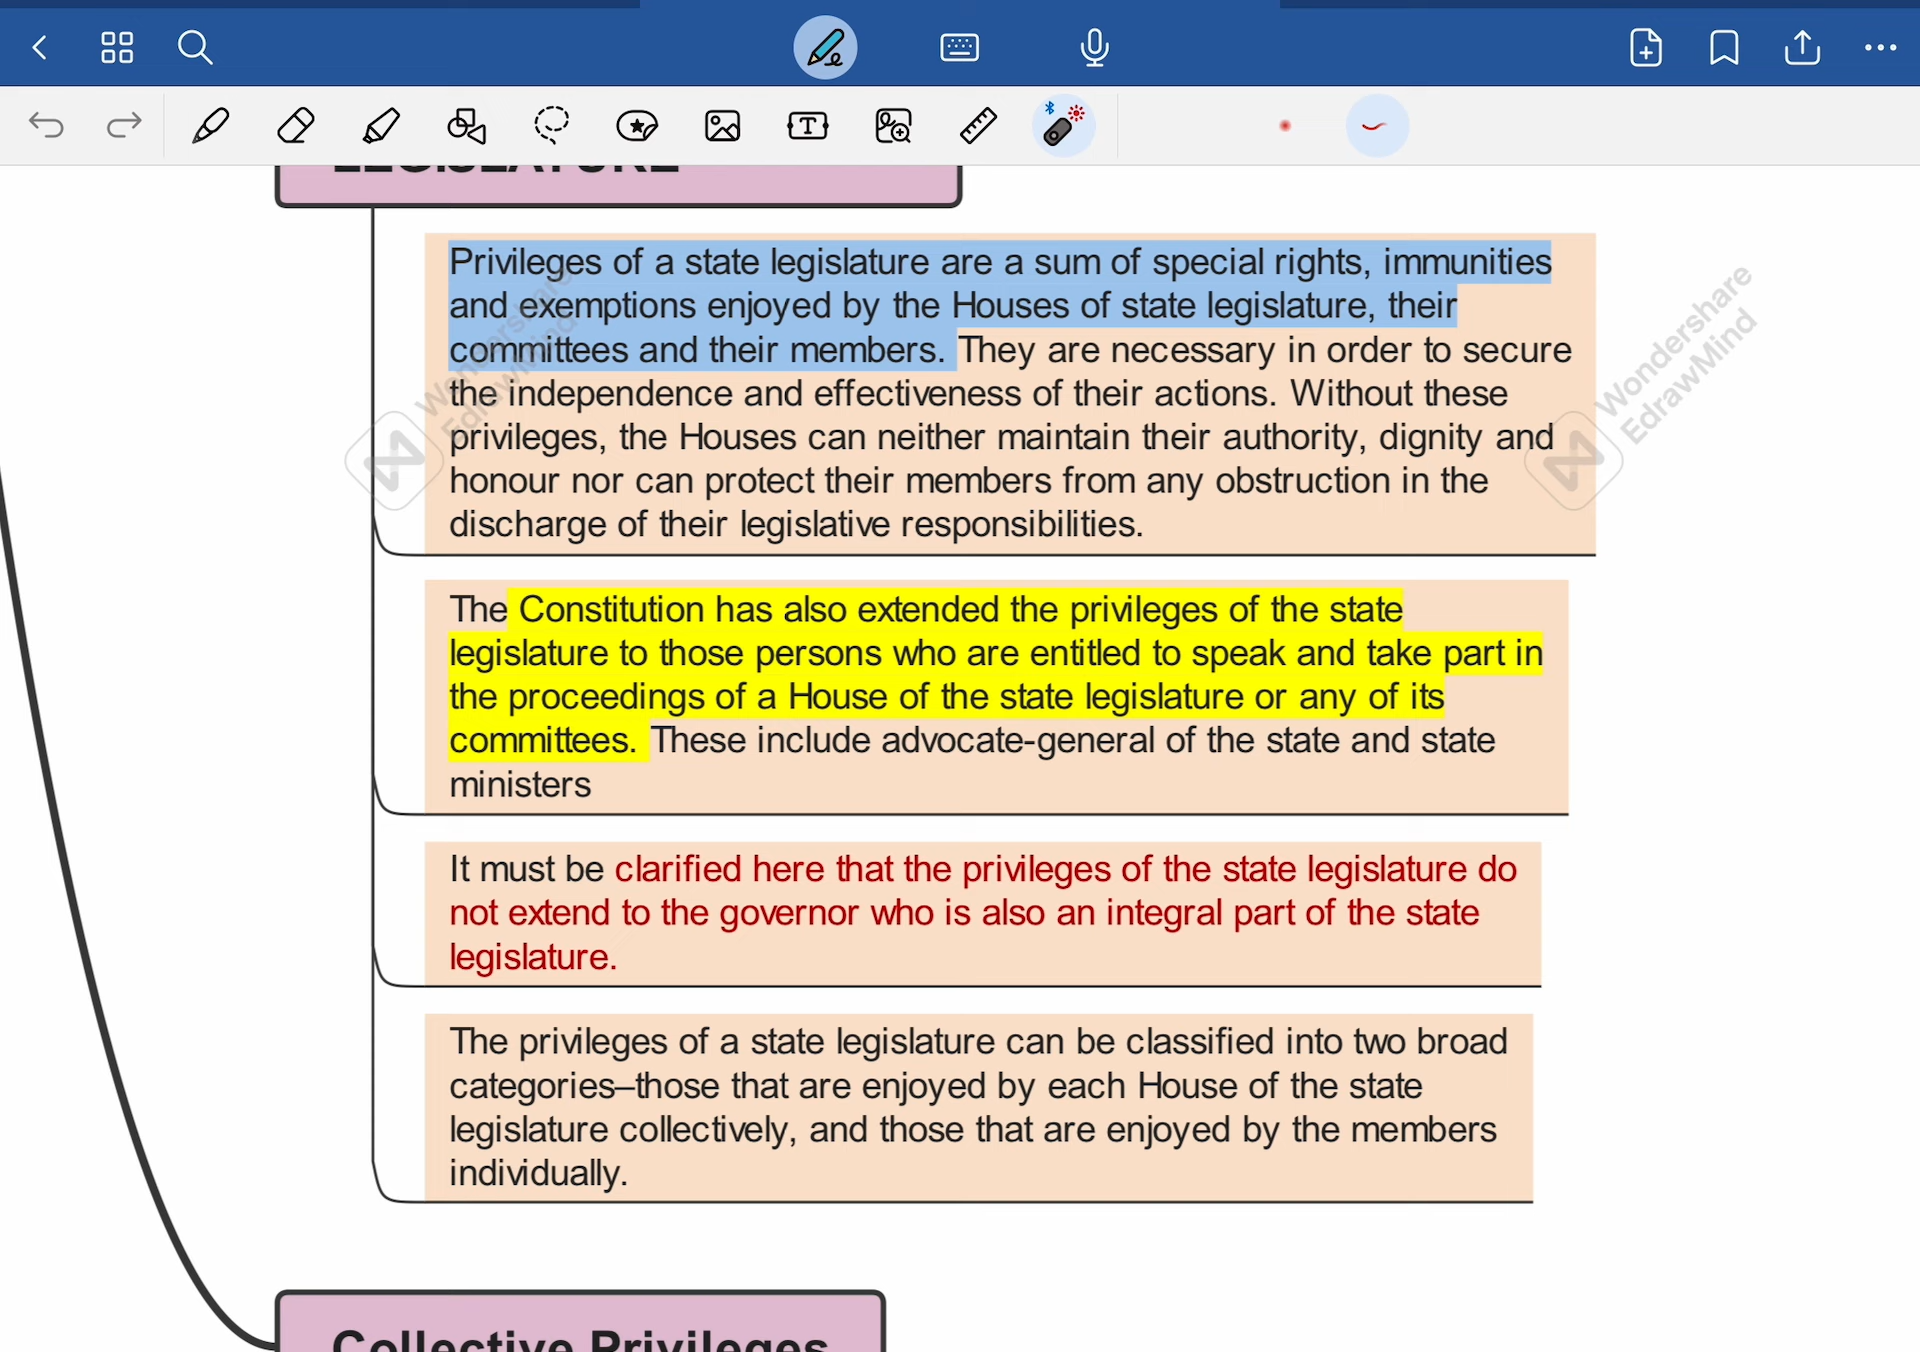 LEGISLATURE
Privileges of a state legislature are a sum of special rights, immunities
and exemptions enjoyed by the Houses of state legislature, their
committees and their members. They are necessary in order to secure
the independence and effectiveness of their actions. Without these
privileges, the Houses can neither maintain their authority, dignity and
honour nor can protect their members from any obstruction in the
discharge of their legislative responsibilities.
Wondershare
EdrawMind
Wondershare
EdrawMind
The Constitution has also extended the privileges of the state
legislature to those persons who are entitled to speak and take part in
the proceedings of a House of the state legislature or any of its
committees. These include advocate-general of the state and state
ministers
It must be clarified here that the privileges of the state legislature do
not extend to the governor who is also an integral part of the state
legislature.
The privileges of a state legislature can be classified into two broad
categories–those that are enjoyed by each House of the state
legislature collectively, and those that are enjoyed by the members
individually.
Collective Privileges